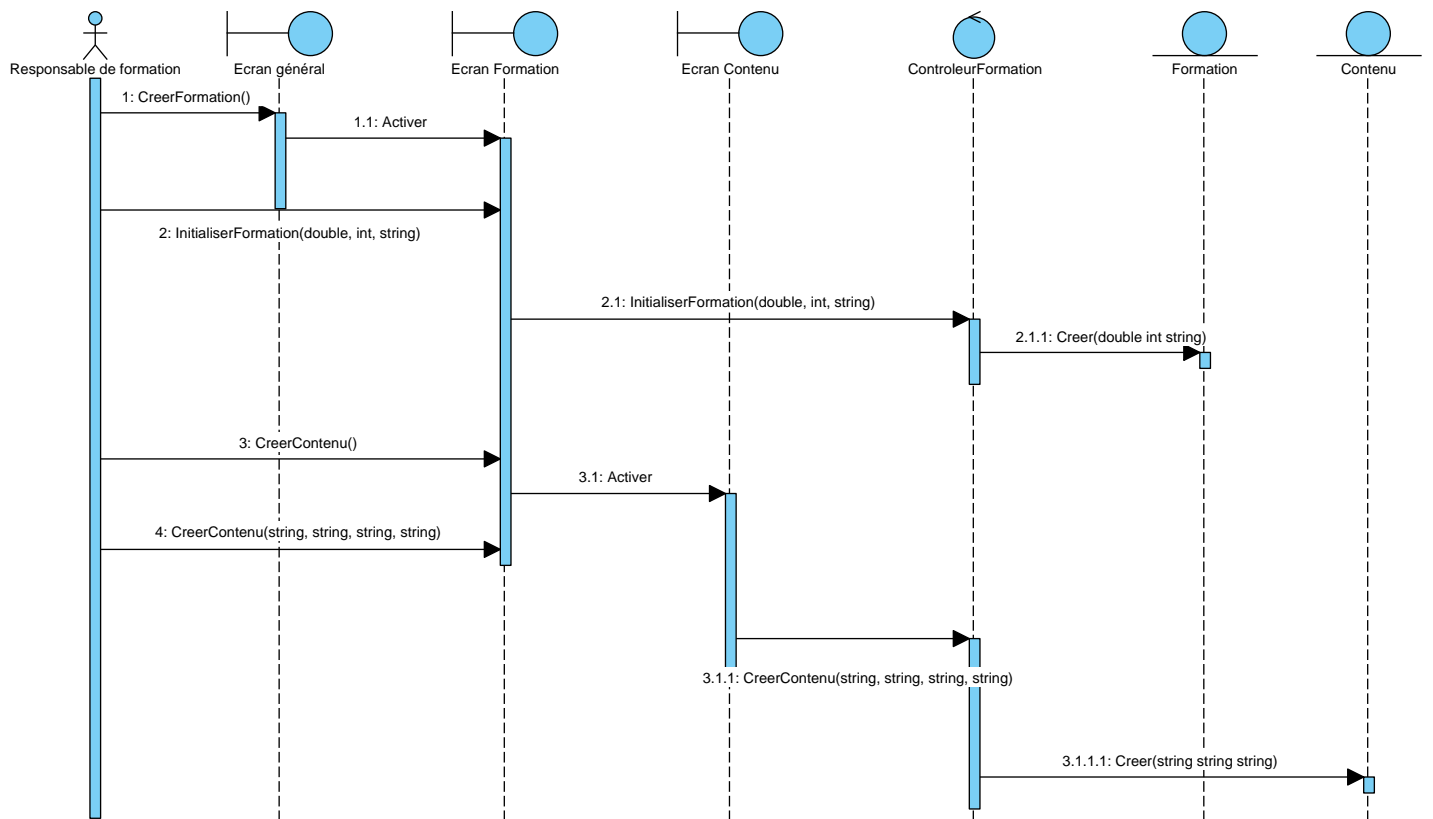 Responsable de formation
Ecran général
Ecran Formation
Ecran Contenu
ControleurFormation
Formation
Contenu
1: CreerFormation()
1.1: Activer
2: InitialiserFormation(double, int, string)
2.1: InitialiserFormation(double, int, string)
2.1.1: Creer(double int string)
3: CreerContenu()
3.1: Activer
4: CreerContenu(string, string, string, string)
3.1.1: CreerContenu(string, string, string, string)
3.1.1.1: Creer(string string string)